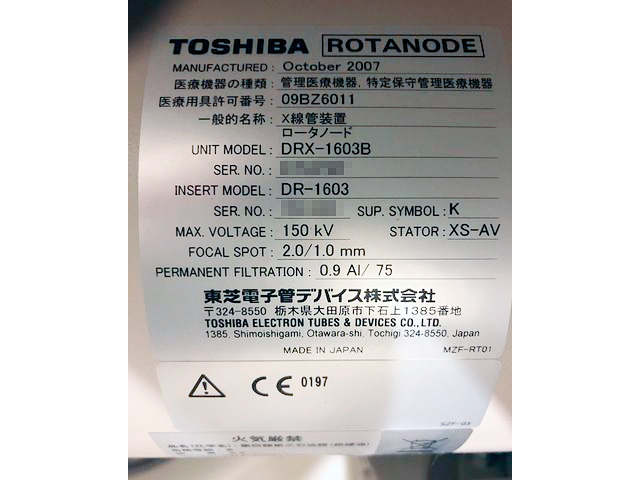 TOSHIBA ROTANODE
MANUFACTURED: October 2007
医療機器の種類: 管理医療機器, 特定保守管理医療機器
医療用具許可番号: 09BZ6011
一般的名称: X線管装置
ロータノード
UNIT MODEL: DRX-1603B
SER. NO.:
INSERT MODEL: DR-1603
SER. NO.: SUP. SYMBOL: K
MAX. VOLTAGE: 150 kV STATOR: XS-AV
FOCAL SPOT: 2.0/1.0 mm
PERMANENT FILTRATION: 0.9 Al/ 75
東芝電子管デバイス株式会社
〒324-8550 栃木県大田原市下石上1385番地
TOSHIBA ELECTRON TUBES & DEVICES CO., LTD.
1385, Shimoishigami, Otawara-shi, Tochigi 324-8550, Japan
MADE IN JAPAN MZF-RT01
CE 0197
SZF-03
火気厳禁